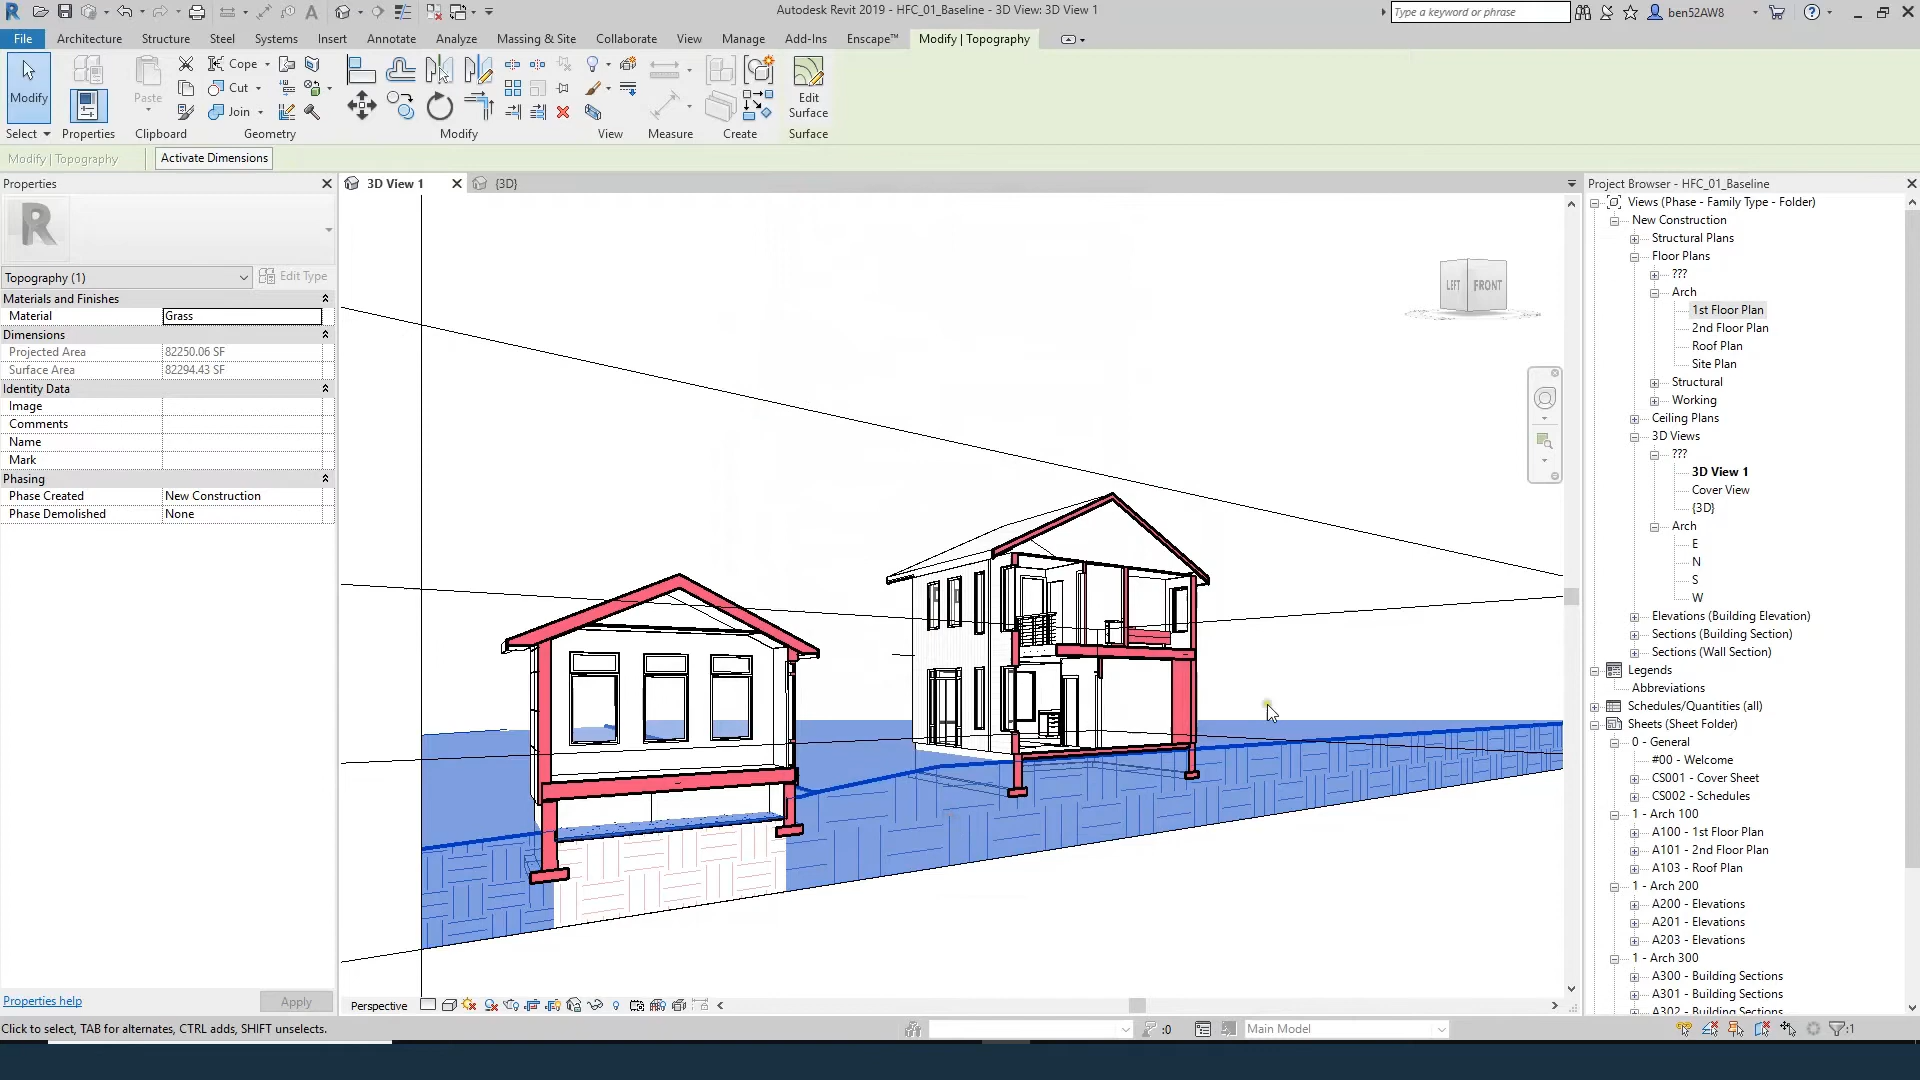 Autodesk Revit 2019 - HFC_01_Baseline - 3D View: 3D View 1
Type a keyword or phrase
ben52AW8
File Architecture Structure Steel Systems Insert Annotate Analyze Massing & Site Collaborate View Manage Add-Ins Enscape™ Modify | Topography
Modify
Paste
Cope
Cut
Join
Edit
Surface
Select Properties Clipboard Geometry Modify View Measure Create Surface
Modify | Topography Activate Dimensions
Properties
3D View 1
{3D}
Project Browser - HFC_01_Baseline
R
Topography (1)
Edit Type
Materials and Finishes
Material Grass
Dimensions
Projected Area 82250.06 SF
Surface Area 82294.43 SF
Identity Data
Image
Comments
Name
Mark
Phasing
Phase Created New Construction
Phase Demolished None
Properties help
Apply
LEFT
FRONT
Views (Phase - Family Type - Folder)
New Construction
Structural Plans
Floor Plans
???
Arch
1st Floor Plan
2nd Floor Plan
Roof Plan
Site Plan
Structural
Working
Ceiling Plans
3D Views
???
3D View 1
Cover View
{3D}
Arch
E
N
S
W
Elevations (Building Elevation)
Sections (Building Section)
Sections (Wall Section)
Legends
Abbreviations
Schedules/Quantities (all)
Sheets (Sheet Folder)
0 - General
#00 - Welcome
CS001 - Cover Sheet
CS002 - Schedules
1 - Arch 100
A100 - 1st Floor Plan
A101 - 2nd Floor Plan
A103 - Roof Plan
1 - Arch 200
A200 - Elevations
A201 - Elevations
A203 - Elevations
1 - Arch 300
A300 - Building Sections
A301 - Building Sections
A302 - Building Sections
Perspective
Click to select, TAB for alternates, CTRL adds, SHIFT unselects.
:0
Main Model
:1